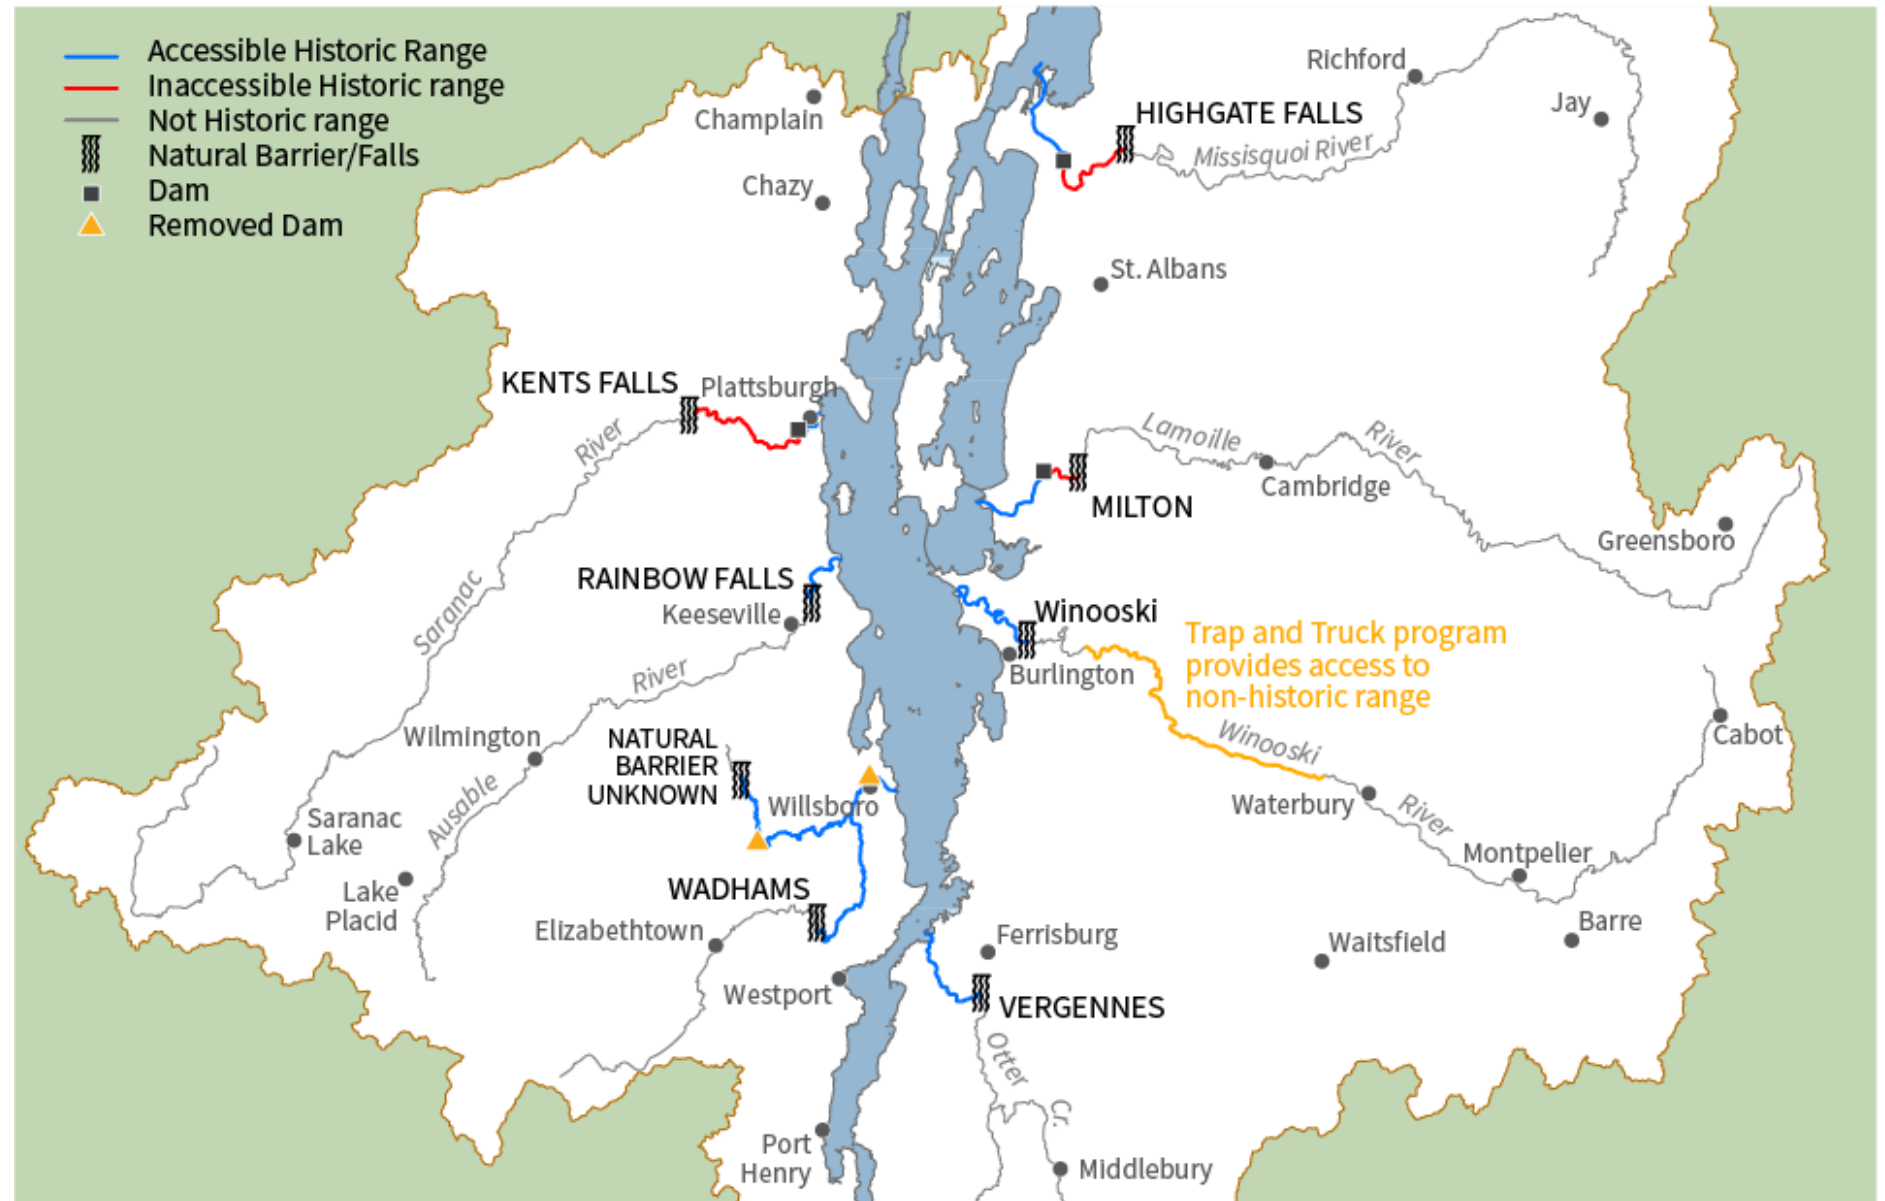 Accessible Historic Range
Inaccessible Historic range
Not Historic range
Natural Barrier/Falls
Dam
Removed Dam
Champlain
Chazy
Richford
Jay
HIGHGATE FALLS
Missisquoi River
St. Albans
KENTS FALLS
Plattsburgh
River
Saranac
Lamoille
River
Cambridge
MILTON
Greensboro
RAINBOW FALLS
Keeseville
River
Ausable
Winooski
Burlington
Trap and Truck program
provides access to
non-historic range
Winooski
River
Cabot
Waterbury
Montpelier
Barre
Waitsfield
Wilmington
NATURAL
BARRIER
UNKNOWN
Willsboro
Saranac
Lake
Lake
Placid
WADHAMS
Elizabethtown
Westport
Ferrisburg
VERGENNES
Otter
Cr.
Port
Henry
Middlebury